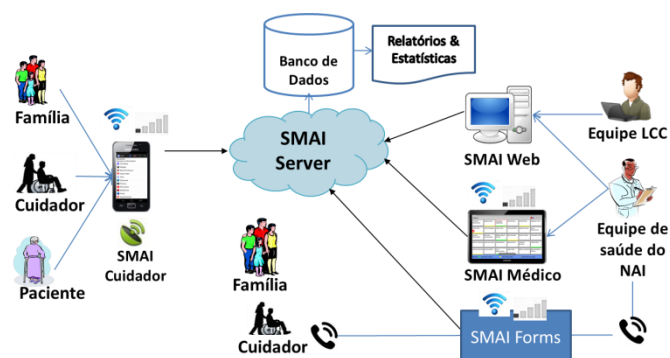 Banco de
Dados
Relatórios &
Estatísticas
Família
SMAI
Server
Equipe LCC
SMAI Web
Cuidador
SMAI
Cuidador
Paciente
Família
SMAI Médico
Equipe de
saúde do
NAI
Cuidador
SMAI Forms